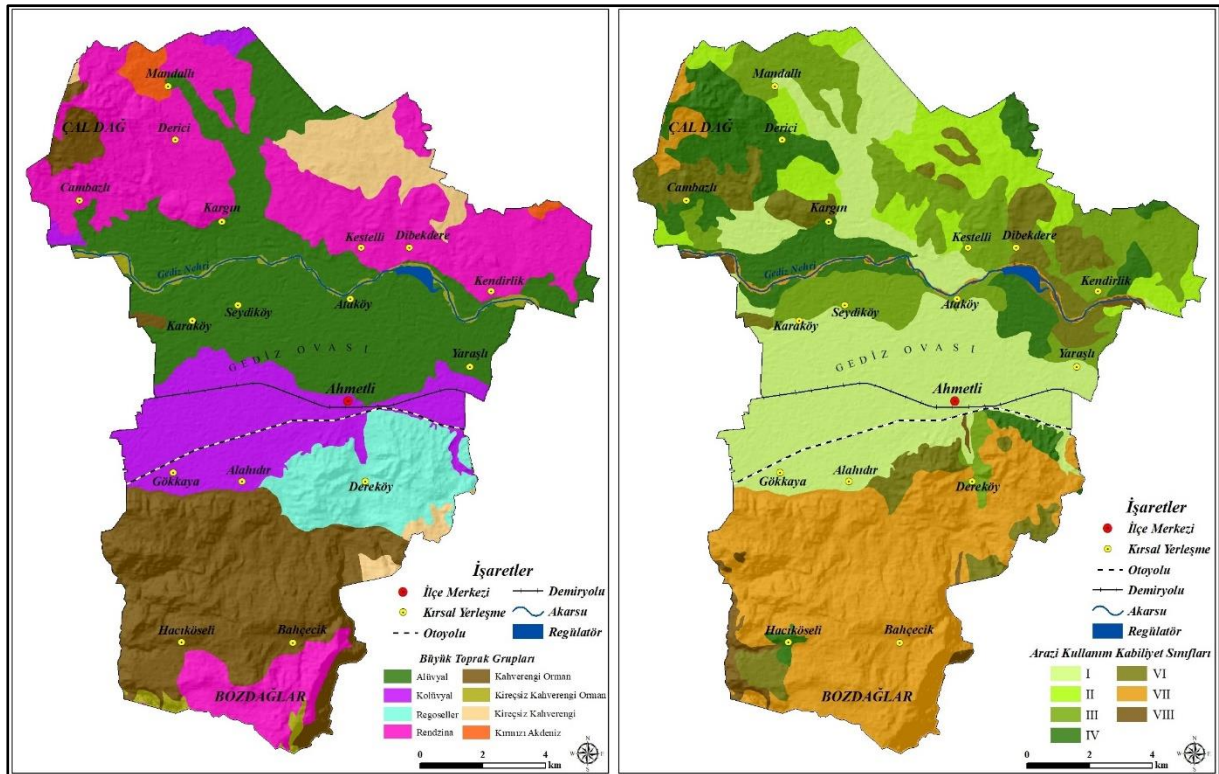 Mandallı
ÇAL DAĞ
Derici
Cambazlı
Kargın
Kestelli
Dibekdere
Gediz Nehri
Kendirlik
Ataköy
Seydiköy
Karaköy
GEDİZ OVASI
Yaraşlı
Ahmetli
Gökkaya
Alahıdır
Dereköy
Hacıköseli
Bahçecik
BOZDAĞLAR
İşaretler
İlçe Merkezi
Demiryolu
Kırsal Yerleşme
Akarsu
Otoyolu
Regülatör
Büyük Toprak Grupları
Alüvyal
Kahverengi Orman
Kolüvyal
Kireçsiz Kahverengi Orman
Regoseller
Kireçsiz Kahverengi
Rendzina
Kırmızı Akdeniz
0 2 4
km
N
W E
S
Mandallı
ÇAL DAĞ
Derici
Cambazlı
Kargın
Kestelli
Dibekdere
Gediz Nehri
Kendirlik
Ataköy
Seydiköy
Karaköy
GEDİZ OVASI
Yaraşlı
Ahmetli
Gökkaya
Alahıdır
Dereköy
Hacıköseli
Bahçecik
BOZDAĞLAR
İşaretler
İlçe Merkezi
Kırsal Yerleşme
Otoyolu
Demiryolu
Akarsu
Regülatör
Arazi Kullanım Kabiliyet Sınıfları
I VI
II VII
III VIII
IV
0 2 4
km
N
W E
S